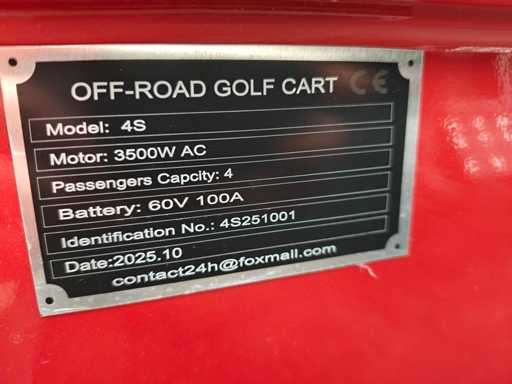 OFF-ROAD GOLF CART CE
Model: 4S
Motor: 3500W AC
Passengers Capcity: 4
Battery: 60V 100A
Identification No.: 4S251001
Date:2025.10
contact24h@foxmail.com